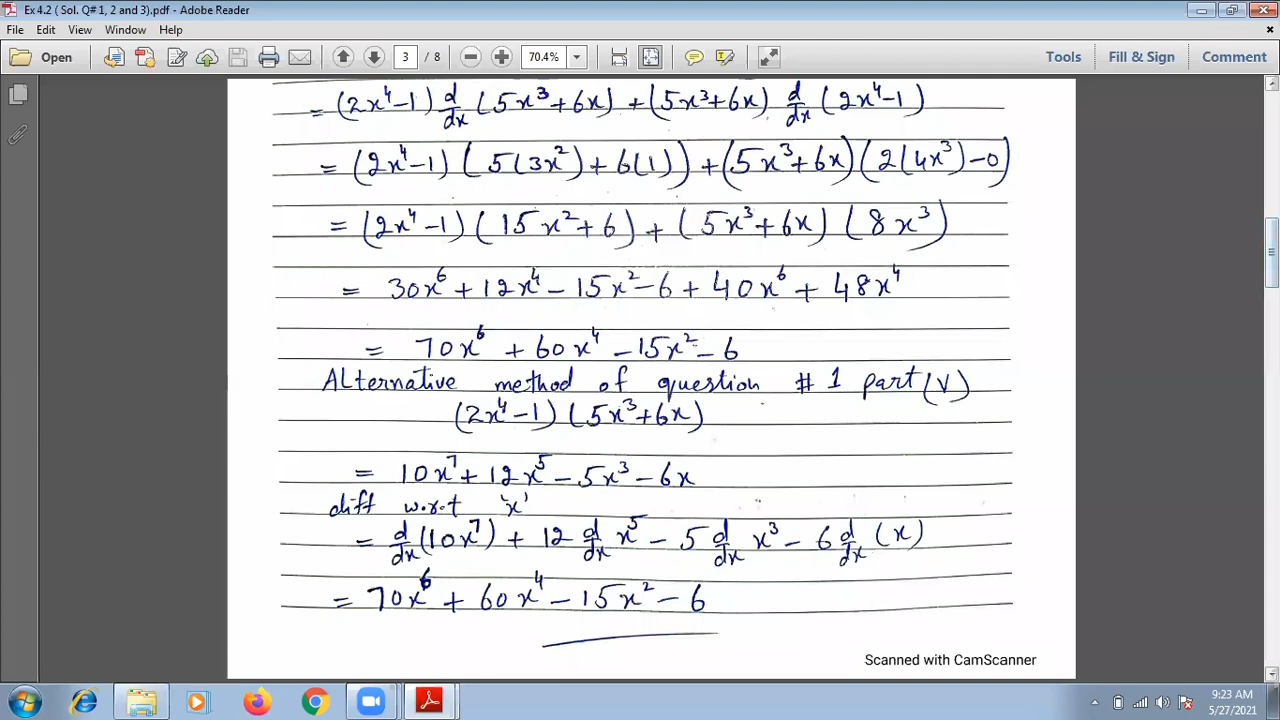 Ex 4.2 ( Sol. Q# 1, 2 and 3).pdf - Adobe Reader
File Edit View Window Help
Open 3 / 8 70.4% Tools Fill & Sign Comment
= (2x⁴-1) d/dx (5x³+6x) + (5x³+6x) d/dx (2x⁴-1)
= (2x⁴-1) (5(3x²)+6(1)) + (5x³+6x) (2(4x³)-0)
= (2x⁴-1) (15x²+6) + (5x³+6x) (8x³)
= 30x⁶ + 12x⁴ - 15x² - 6 + 40x⁶ + 48x⁴
= 70x⁶ + 60x⁴ - 15x² - 6
Alternative method of question # 1 part (V)
(2x⁴-1) (5x³+6x)
= 10x⁷ + 12x⁵ - 5x³ - 6x
diff w.r.t 'x'
= d/dx (10x⁷) + 12 d/dx x⁵ - 5 d/dx x³ - 6 d/dx (x)
= 70x⁶ + 60x⁴ - 15x² - 6
Scanned with CamScanner
9:23 AM
5/27/2021